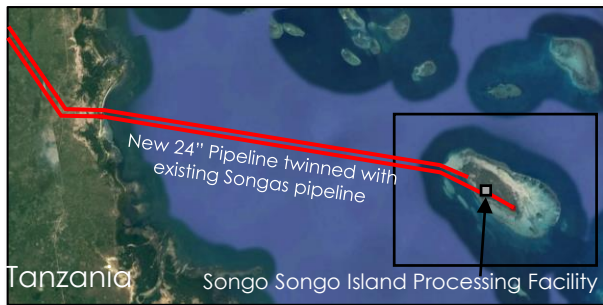 New 24” Pipeline twinned with
existing Songas pipeline
Tanzania
Songo Songo Island Processing Facility